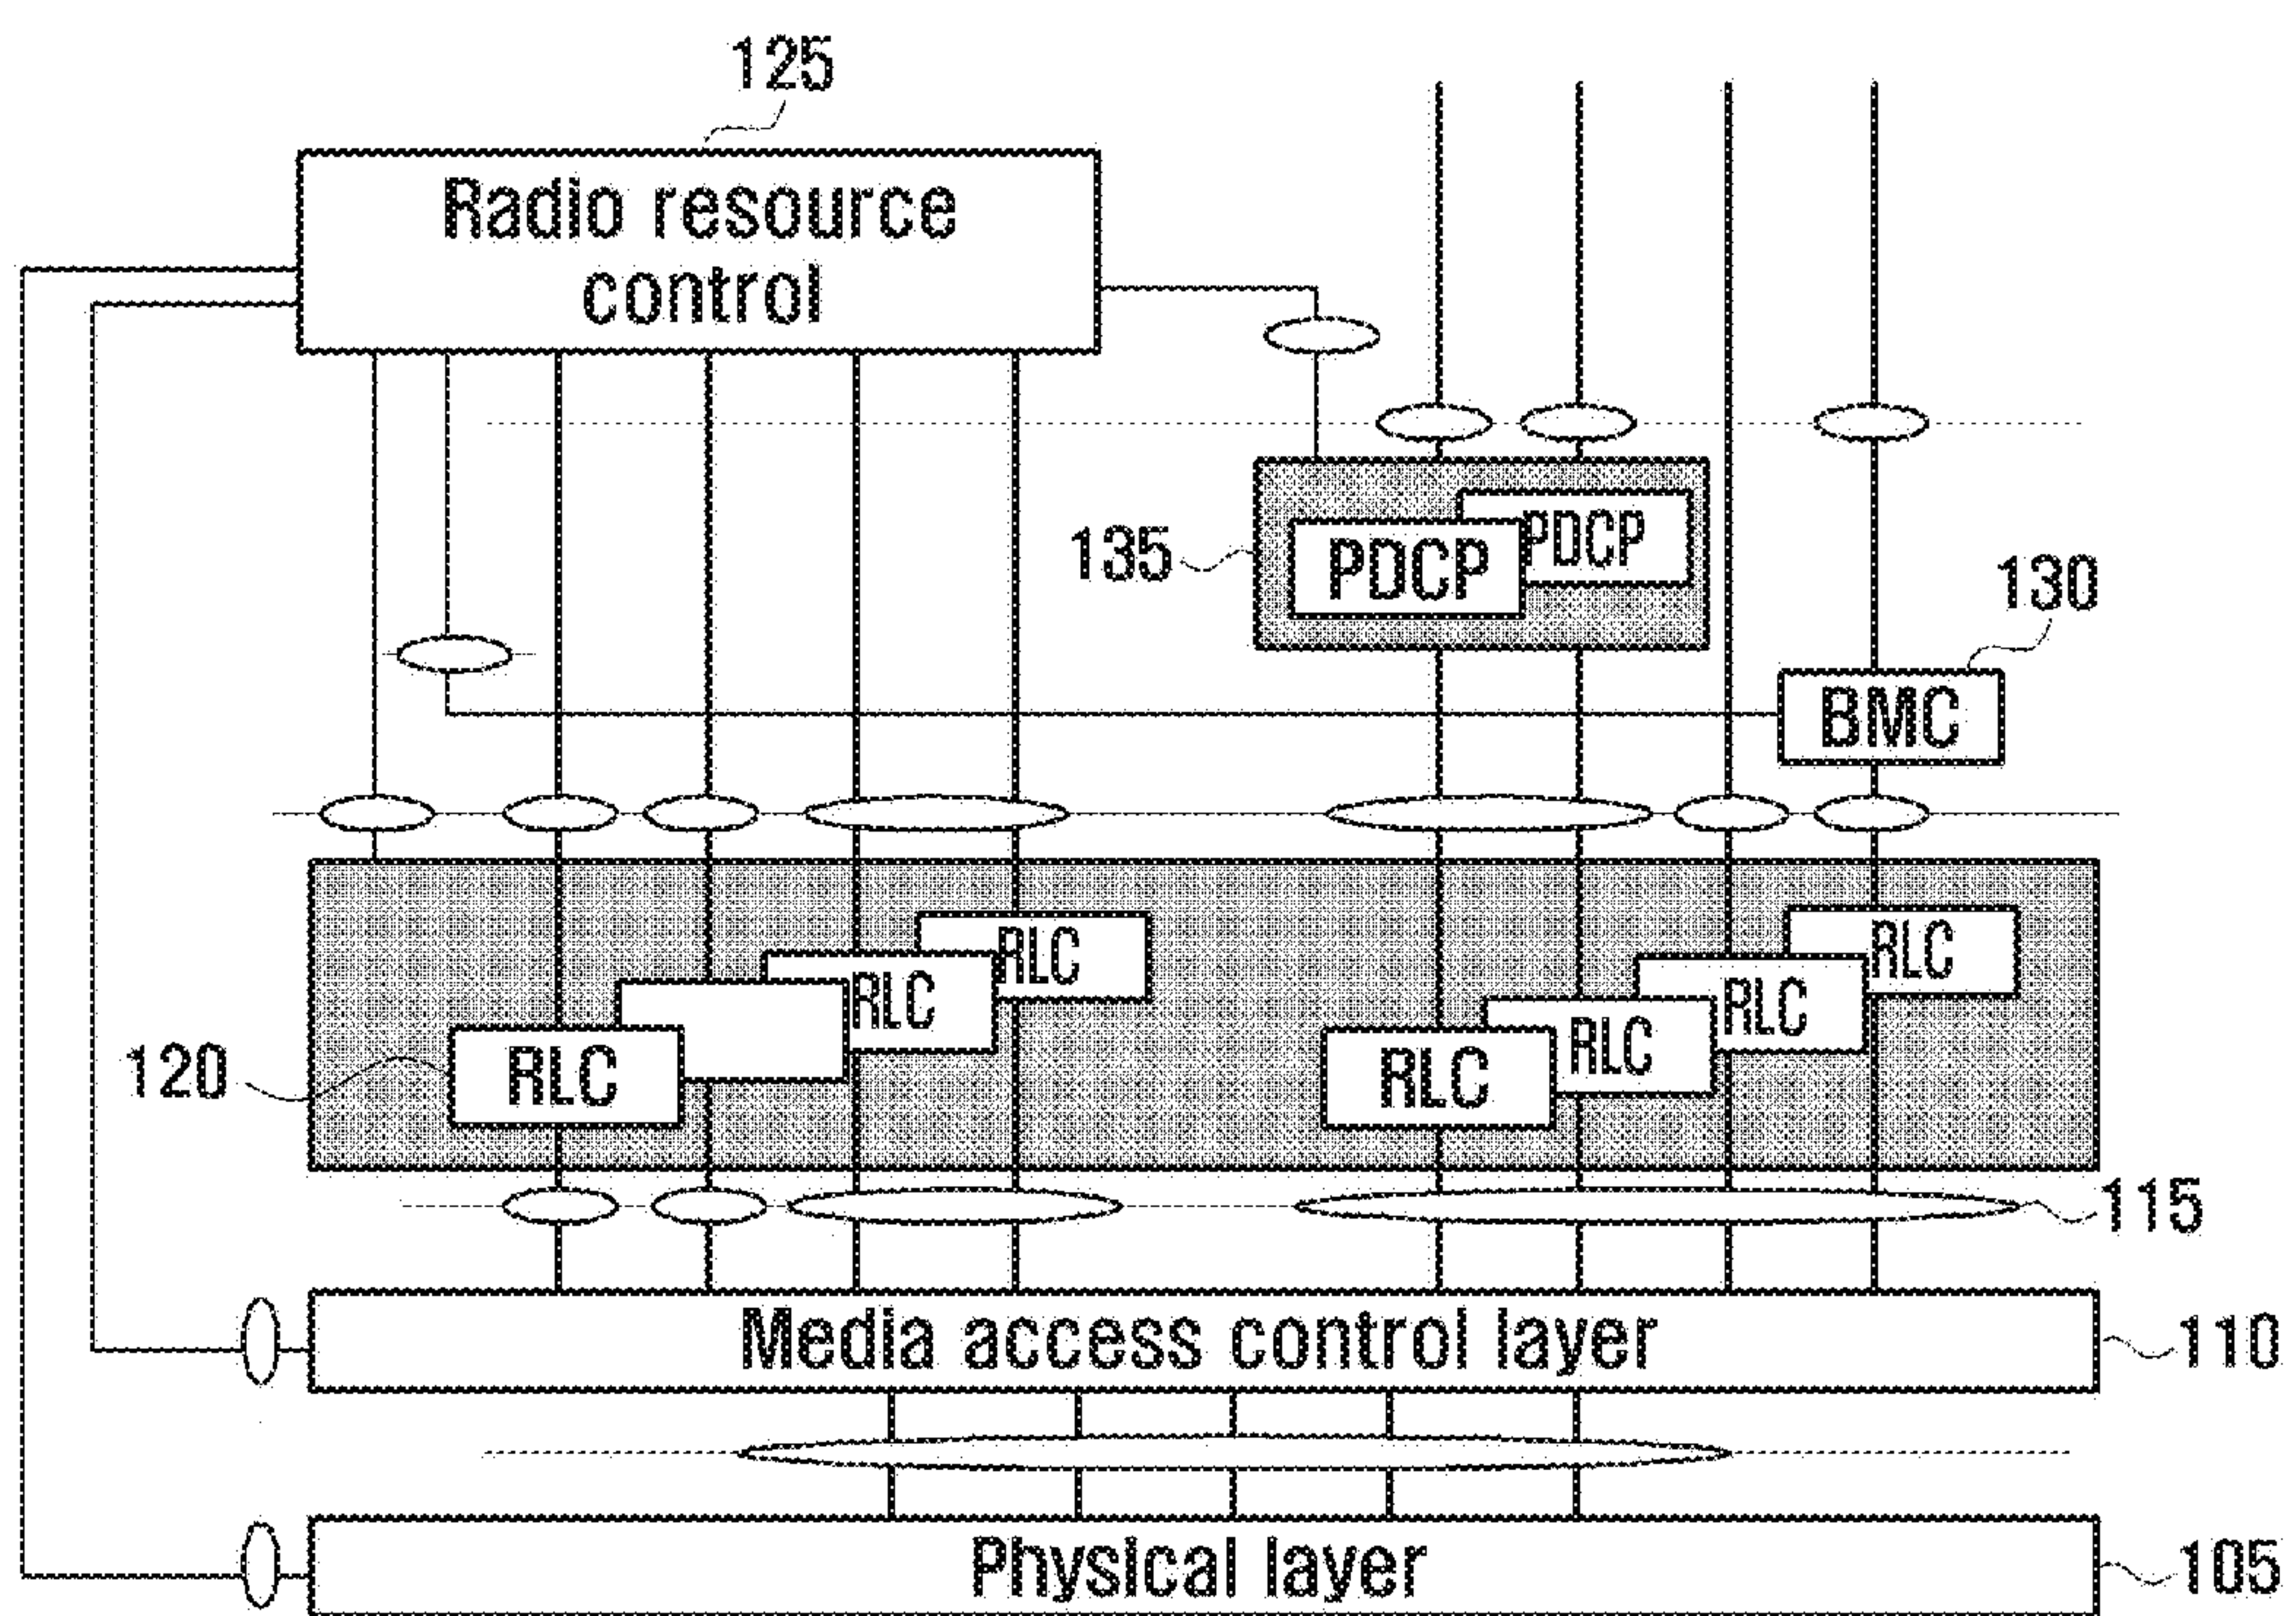 125
Radio resource
control
135
PDCP
PDCP
130
BMC
RLC
RLC
RLC
RLC
RLC
RLC
120
RLC
115
Media access control layer
110
Physical layer
105